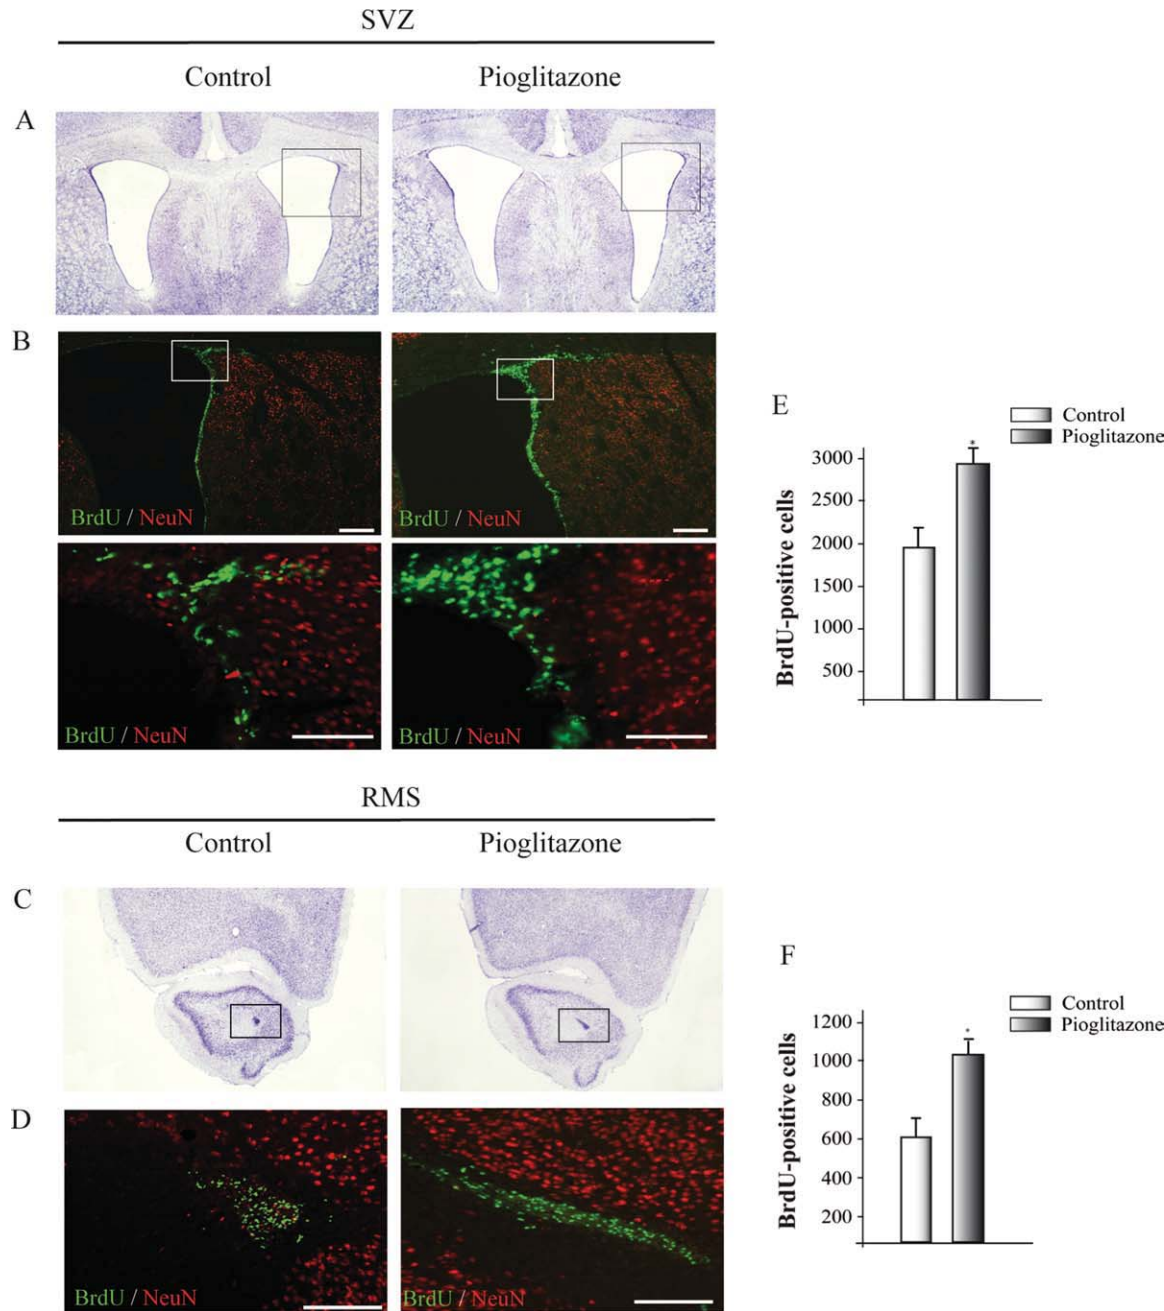 SVZ
Control Pioglitazone
A
B
BrdU / NeuN BrdU / NeuN
BrdU / NeuN BrdU / NeuN
E
Control
Pioglitazone
*
3000
2500
2000
1500
1000
500
BrdU-positive cells
RMS
Control Pioglitazone
C
D
BrdU / NeuN BrdU / NeuN
F
Control
Pioglitazone
*
1200
1000
800
600
400
200
BrdU-positive cells